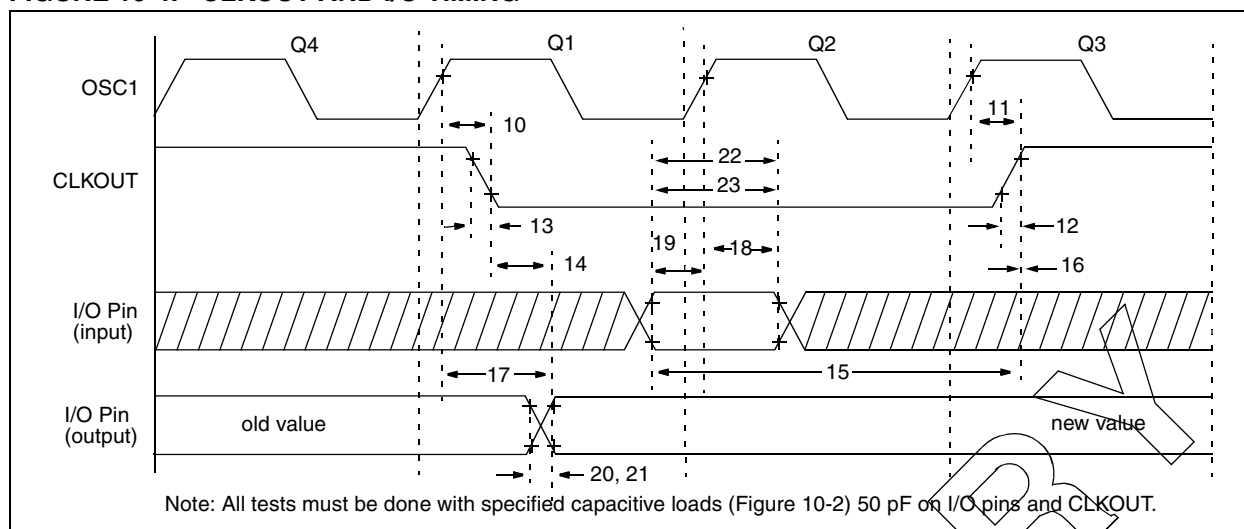 FIGURE 10-4: CLKOUT AND I/O TIMING
Q4 Q1 Q2 Q3
OSC1
10 11
22
CLKOUT
23
13 12
19 18
14 16
I/O Pin
(input)
17 15
I/O Pin
(output)
old value new value
20, 21
Note: All tests must be done with specified capacitive loads (Figure 10-2) 50 pF on I/O pins and CLKOUT.
R Y